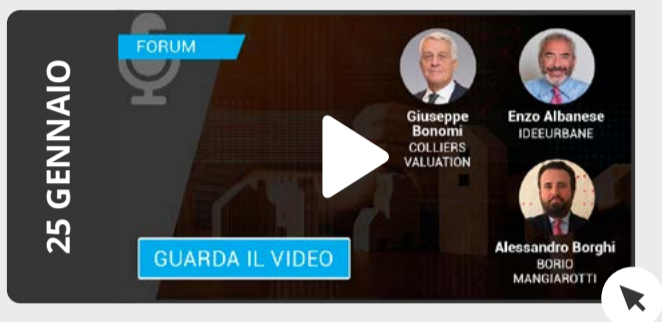 25 GENNAIO
FORUM
Giuseppe
Bonomi
COLLIERS
VALUATION
Enzo Albanese
IDEEURBANE
Alessandro Borghi
BORIO
MANGIAROTTI
GUARDA IL VIDEO